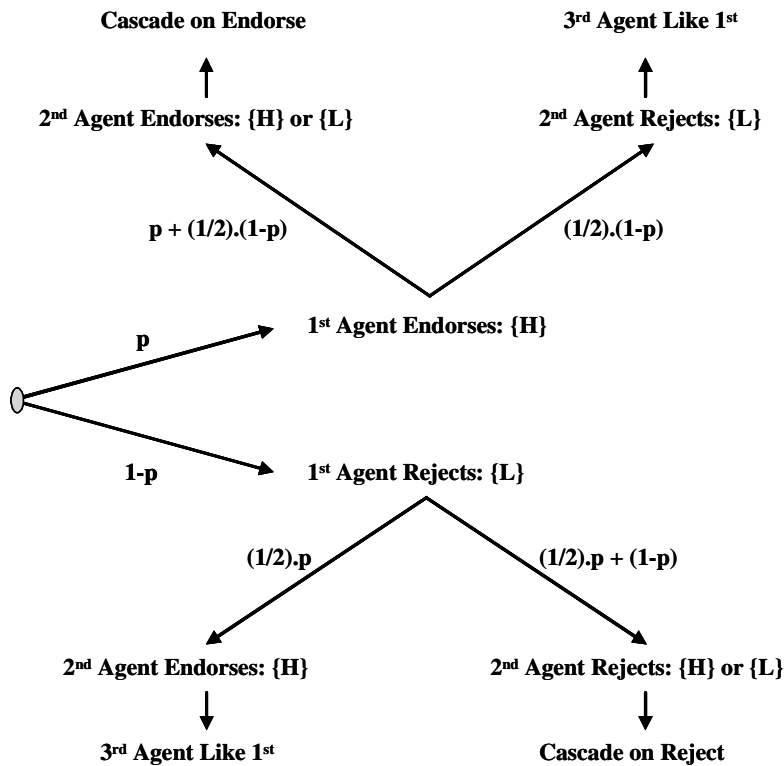 Cascade on Endorse
3rd Agent Like 1st
2nd Agent Endorses: {H} or {L}
2nd Agent Rejects: {L}
p + (1/2).(1-p)
(1/2).(1-p)
1st Agent Endorses: {H}
p
1-p
1st Agent Rejects: {L}
(1/2).p
(1/2).p + (1-p)
2nd Agent Endorses: {H}
2nd Agent Rejects: {H} or {L}
3rd Agent Like 1st
Cascade on Reject